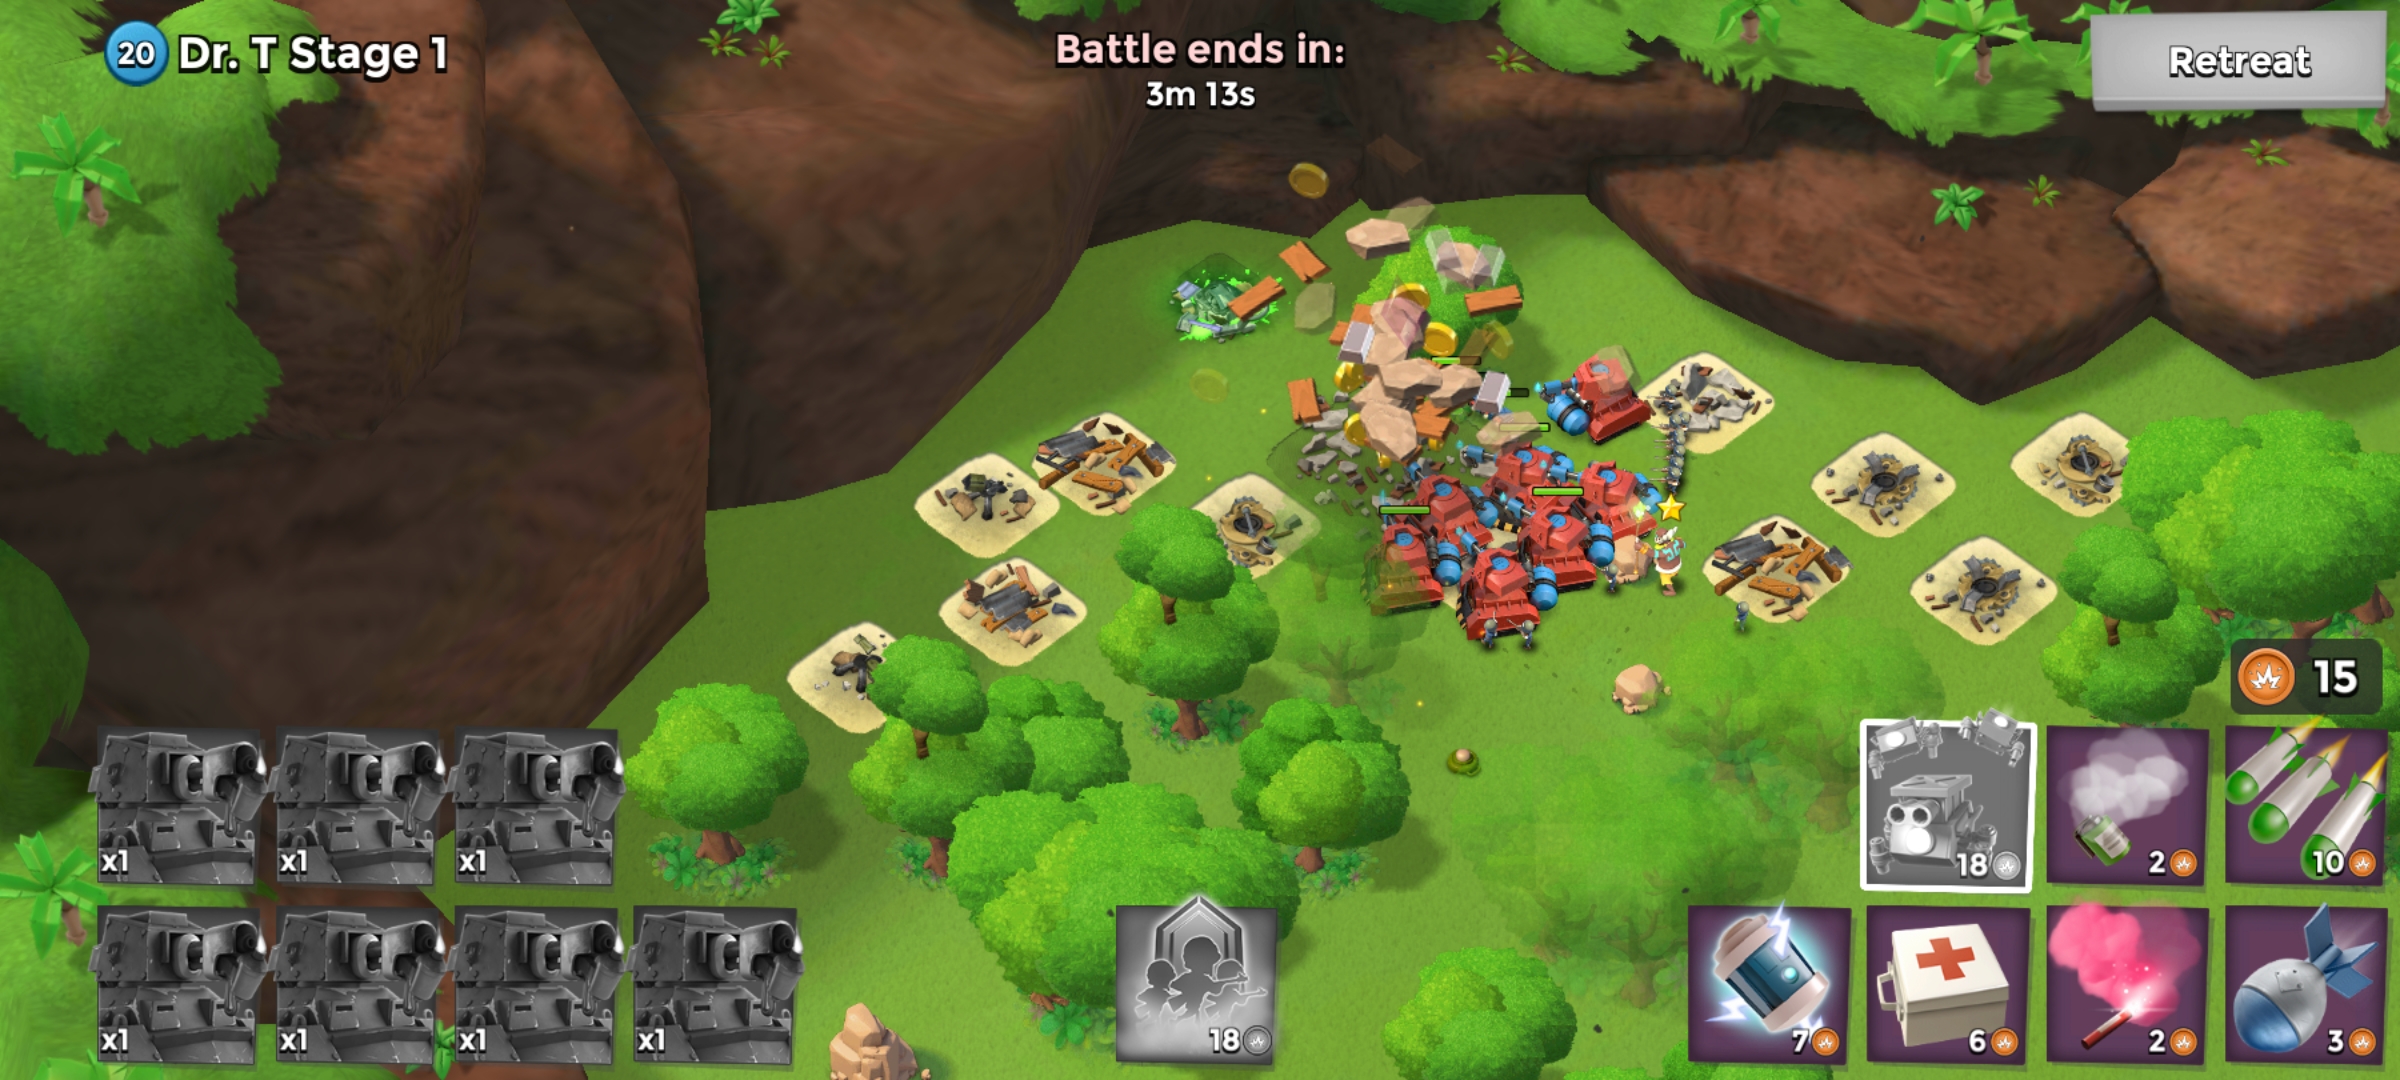 20 Dr. T Stage 1
Battle ends in:
3m 13s
Retreat
15
x1 x1 x1
18 2 10
x1 x1 x1 x1
18
7 6 2 3